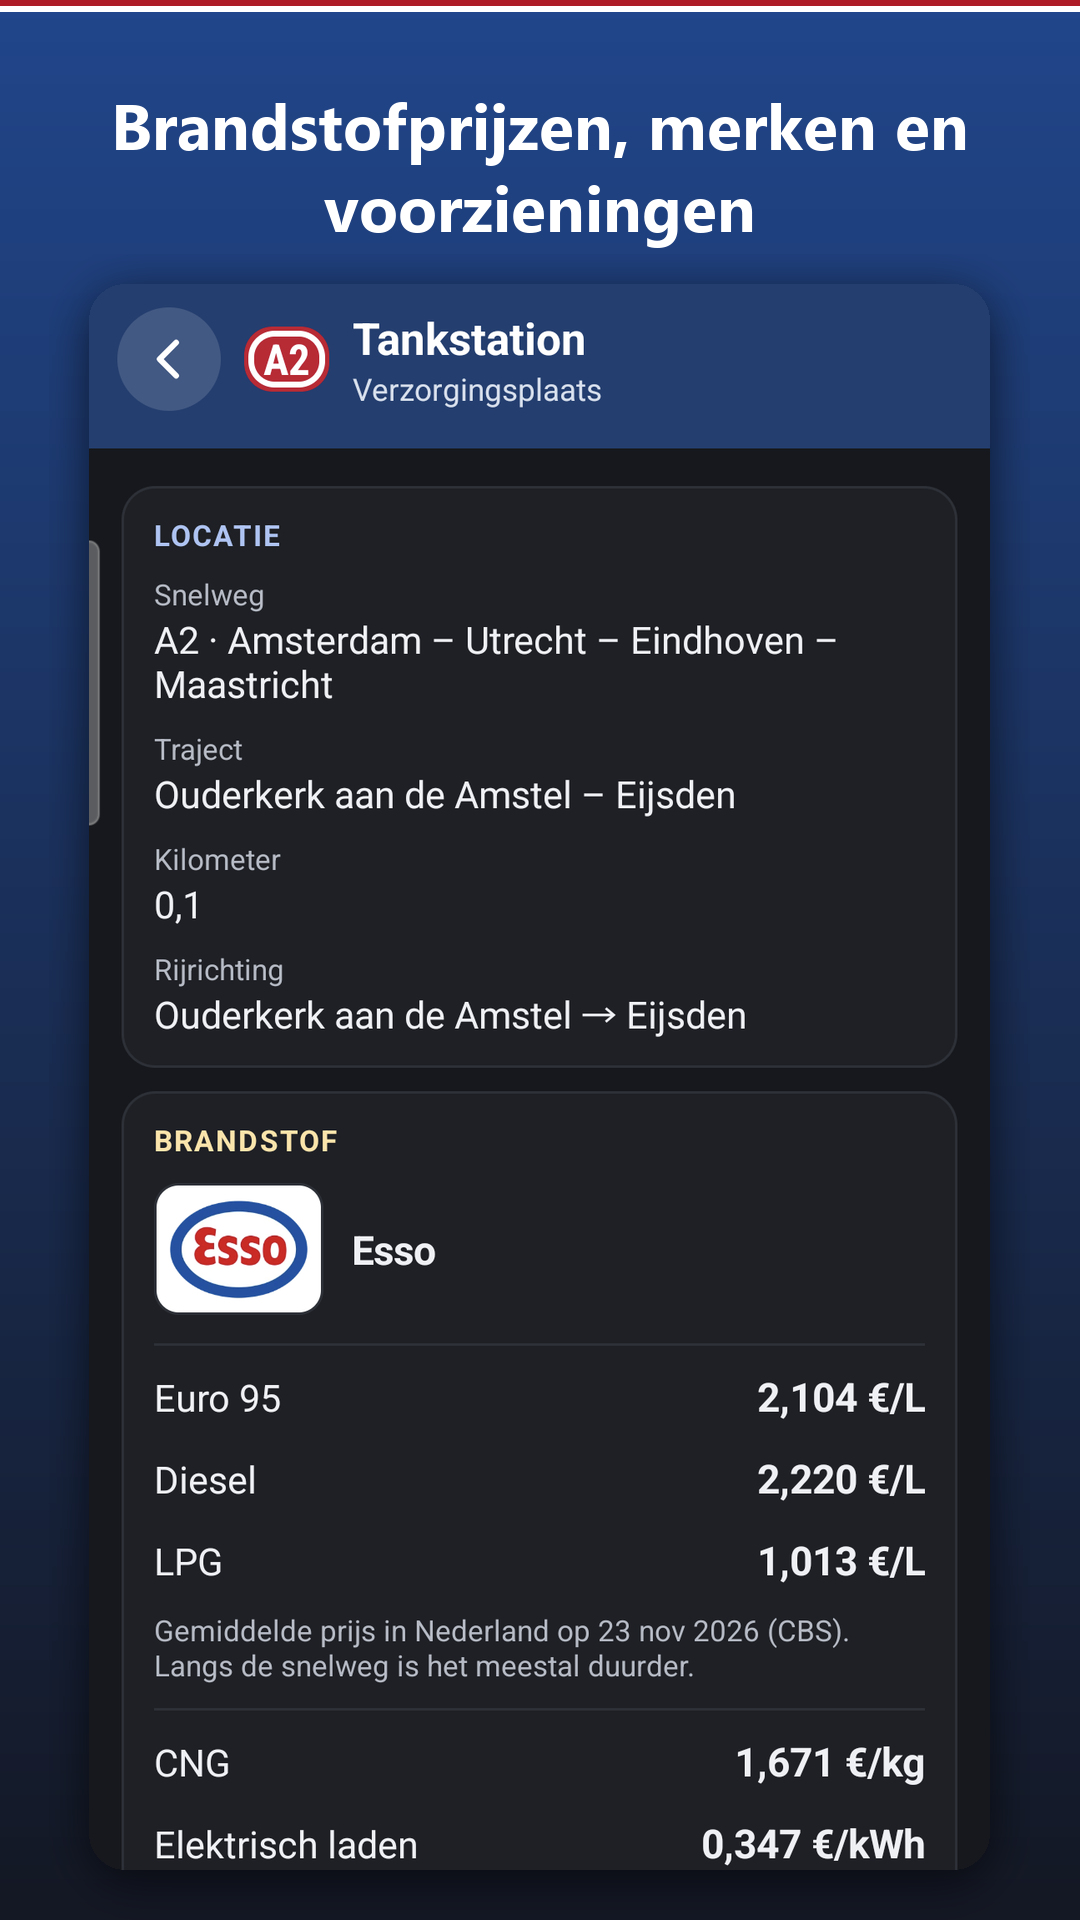 Brandstofprijzen, merken en
voorzieningen
A2
Tankstation
Verzorgingsplaats
LOCATIE
Snelweg
A2 · Amsterdam – Utrecht – Eindhoven –
Maastricht
Traject
Ouderkerk aan de Amstel – Eijsden
Kilometer
0,1
Rijrichting
Ouderkerk aan de Amstel → Eijsden
BRANDSTOF
Esso Esso
Euro 95 2,104 €/L
Diesel 2,220 €/L
LPG 1,013 €/L
Gemiddelde prijs in Nederland op 23 nov 2026 (CBS).
Langs de snelweg is het meestal duurder.
CNG 1,671 €/kg
Elektrisch laden 0,347 €/kWh